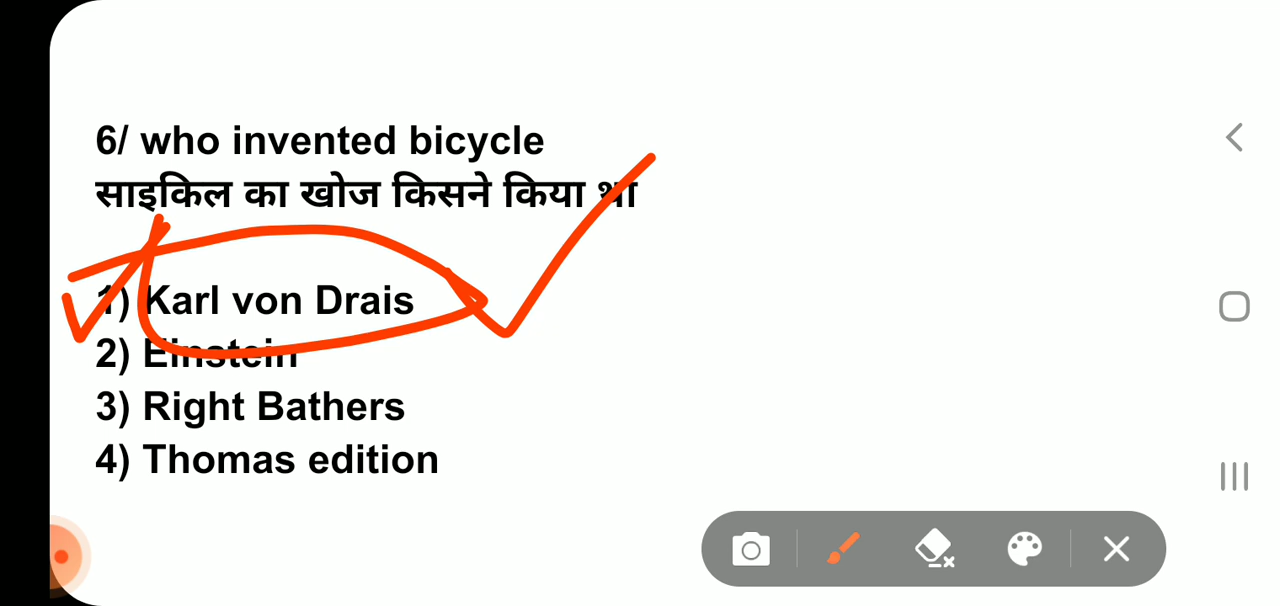 6/ who invented bicycle
साइकिल का खोज किसने किया था
1) Karl von Drais
2) Einstein
3) Right Bathers
4) Thomas edition